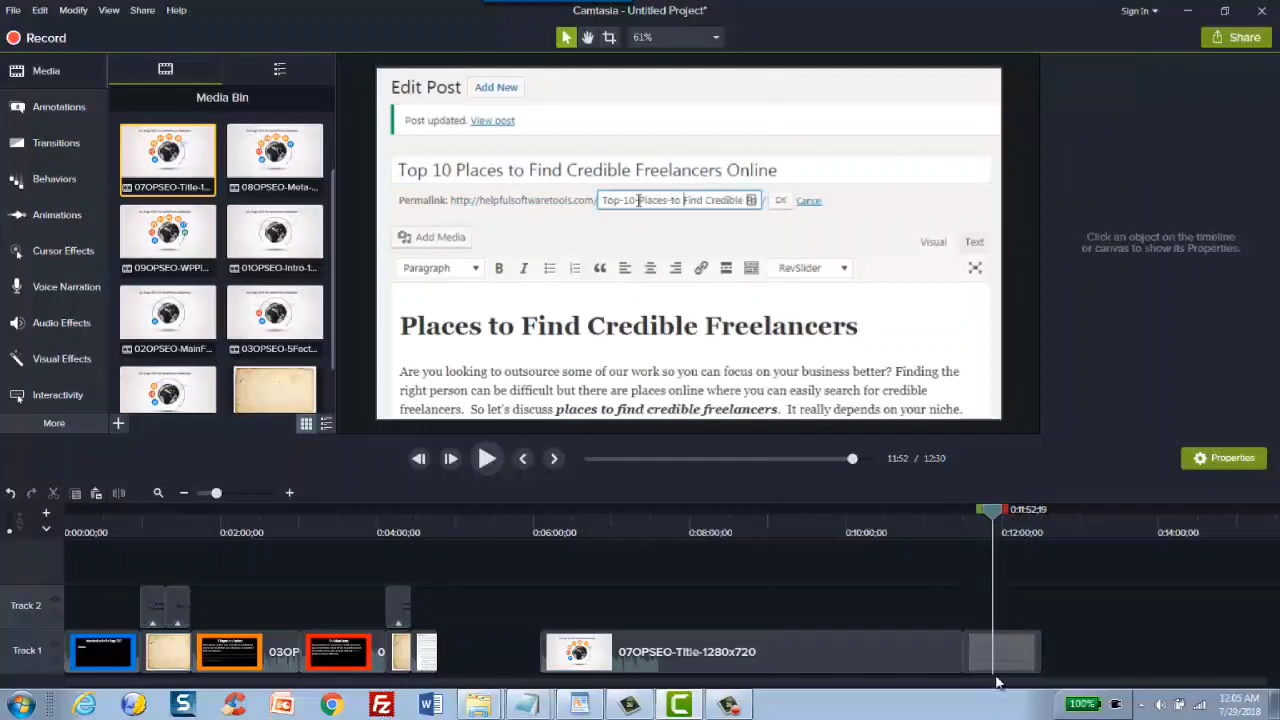 File Edit Modify View Share Help
Camtasia - Untitled Project*
Sign In
Record
61%
Share
Media
Annotations
Transitions
Behaviors
Animations
Cursor Effects
Voice Narration
Audio Effects
Visual Effects
Interactivity
More
Media Bin
07OPSEO-Title-1...
08OPSEO-Meta-...
09OPSEO-WPPl...
01OPSEO-Intro-1...
02OPSEO-MainF...
03OPSEO-5Fact...
Edit Post Add New
Post updated. View post
Top 10 Places to Find Credible Freelancers Online
Permalink: http://helpfulsoftwaretools.com/ Top-10-Places-to Find Credible / OK Cancel
Add Media
Visual Text
Paragraph B I RevSlider
Places to Find Credible Freelancers
Are you looking to outsource some of our work so you can focus on your business better? Finding the
right person can be difficult but there are places online where you can easily search for credible
freelancers. So let's discuss places to find credible freelancers. It really depends on your niche.
Click an object on the timeline
or canvas to show its Properties.
11:52 / 12:30
Properties
0:11:52;19
0:00:00;00 0:02:00;00 0:04:00;00 0:06:00;00 0:08:00;00 0:10:00;00 0:12:00;00 0:14:00;00
Track 2
Track 1
03OP
0
07OPSEO-Title-1280x720
100%
12:05 AM
7/29/2018